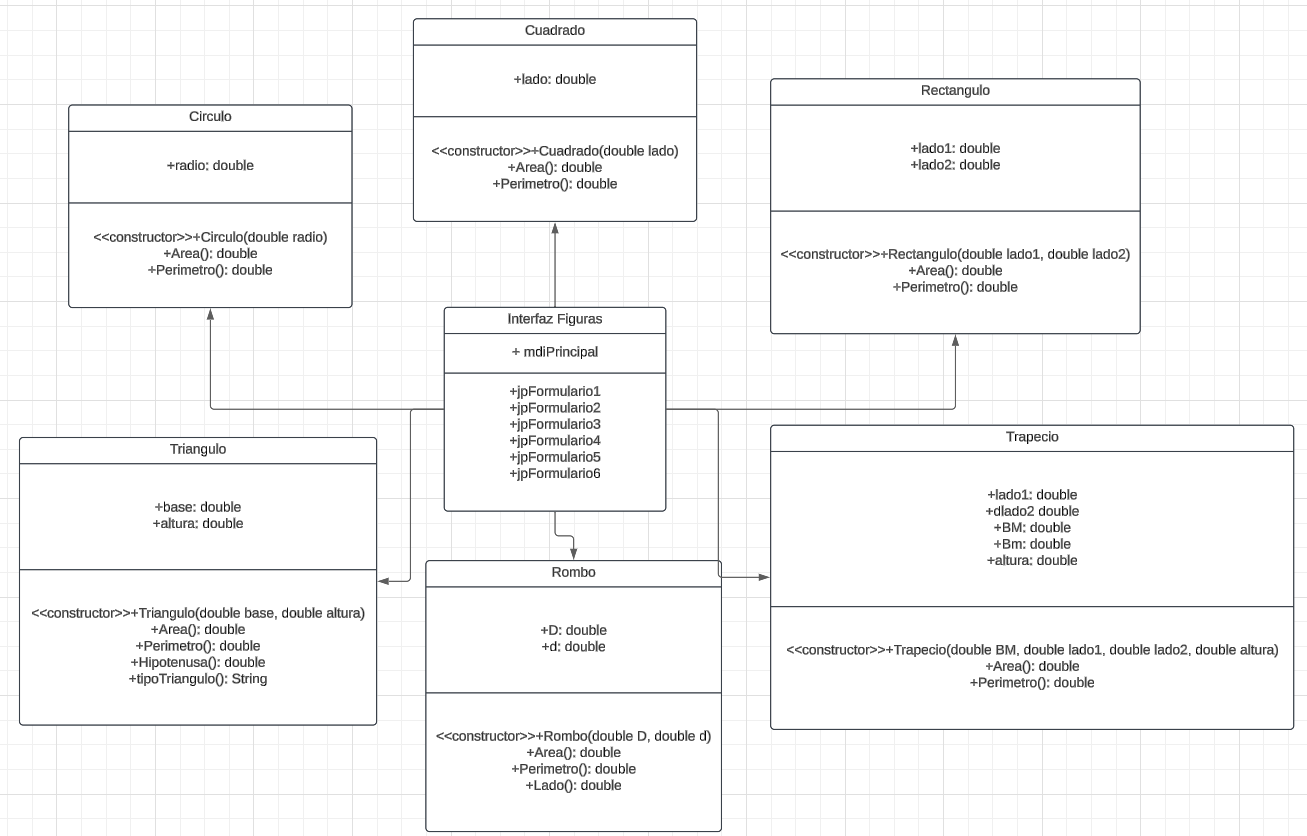 Cuadrado
+lado: double
<<constructor>>+Cuadrado(double lado)
+Area(): double
+Perimetro(): double
Circulo
+radio: double
<<constructor>>+Circulo(double radio)
+Area(): double
+Perimetro(): double
Rectangulo
+lado1: double
+lado2: double
<<constructor>>+Rectangulo(double lado1, double lado2)
+Area(): double
+Perimetro(): double
Interfaz Figuras
+ mdiPrincipal
+jpFormulario1
+jpFormulario2
+jpFormulario3
+jpFormulario4
+jpFormulario5
+jpFormulario6
Triangulo
+base: double
+altura: double
<<constructor>>+Triangulo(double base, double altura)
+Area(): double
+Perimetro(): double
+Hipotenusa(): double
+tipoTriangulo(): String
Rombo
+D: double
+d: double
<<constructor>>+Rombo(double D, double d)
+Area(): double
+Perimetro(): double
+Lado(): double
Trapecio
+lado1: double
+dlado2 double
+BM: double
+Bm: double
+altura: double
<<constructor>>+Trapecio(double BM, double lado1, double lado2, double altura)
+Area(): double
+Perimetro(): double